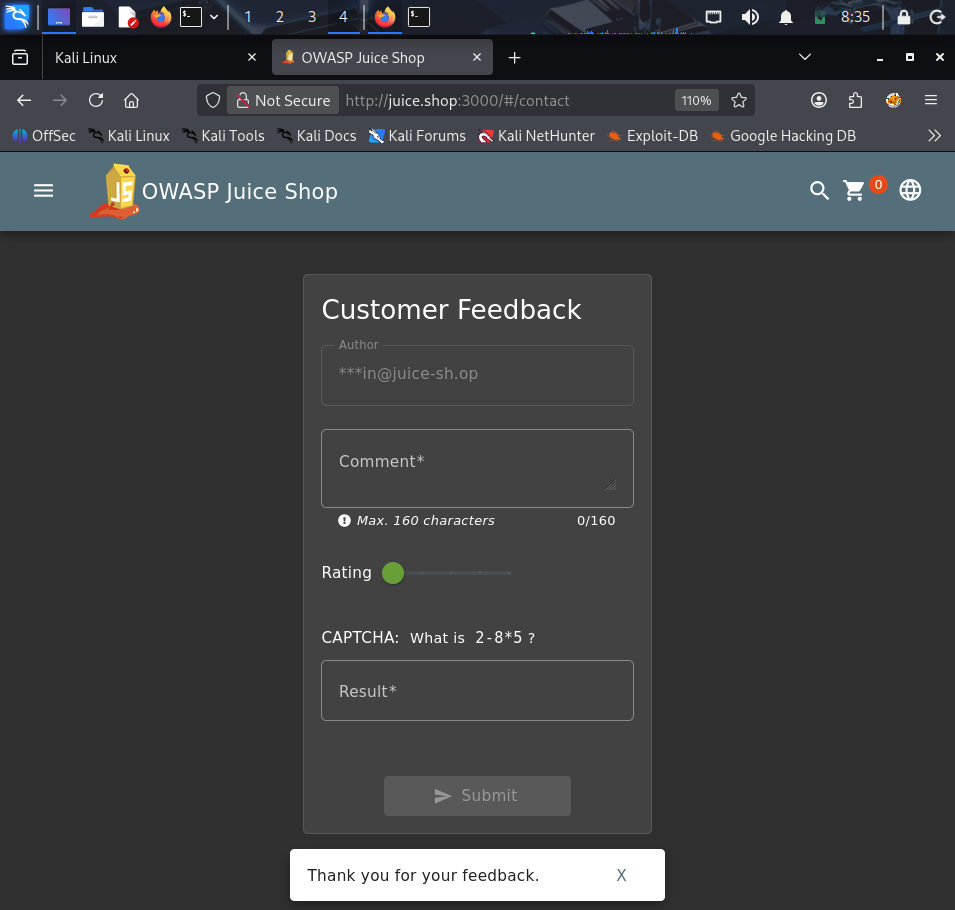 1 2 3 4 8:35
Kali Linux × OWASP Juice Shop × +
Not Secure http://juice.shop:3000/#/contact 110%
OffSec Kali Linux Kali Tools Kali Docs Kali Forums Kali NetHunter Exploit-DB Google Hacking DB
JS OWASP Juice Shop 0
Customer Feedback
Author
***in@juice-sh.op
Comment*
Max. 160 characters 0/160
Rating
CAPTCHA: What is 2-8*5 ?
Result*
Submit
Thank you for your feedback. X